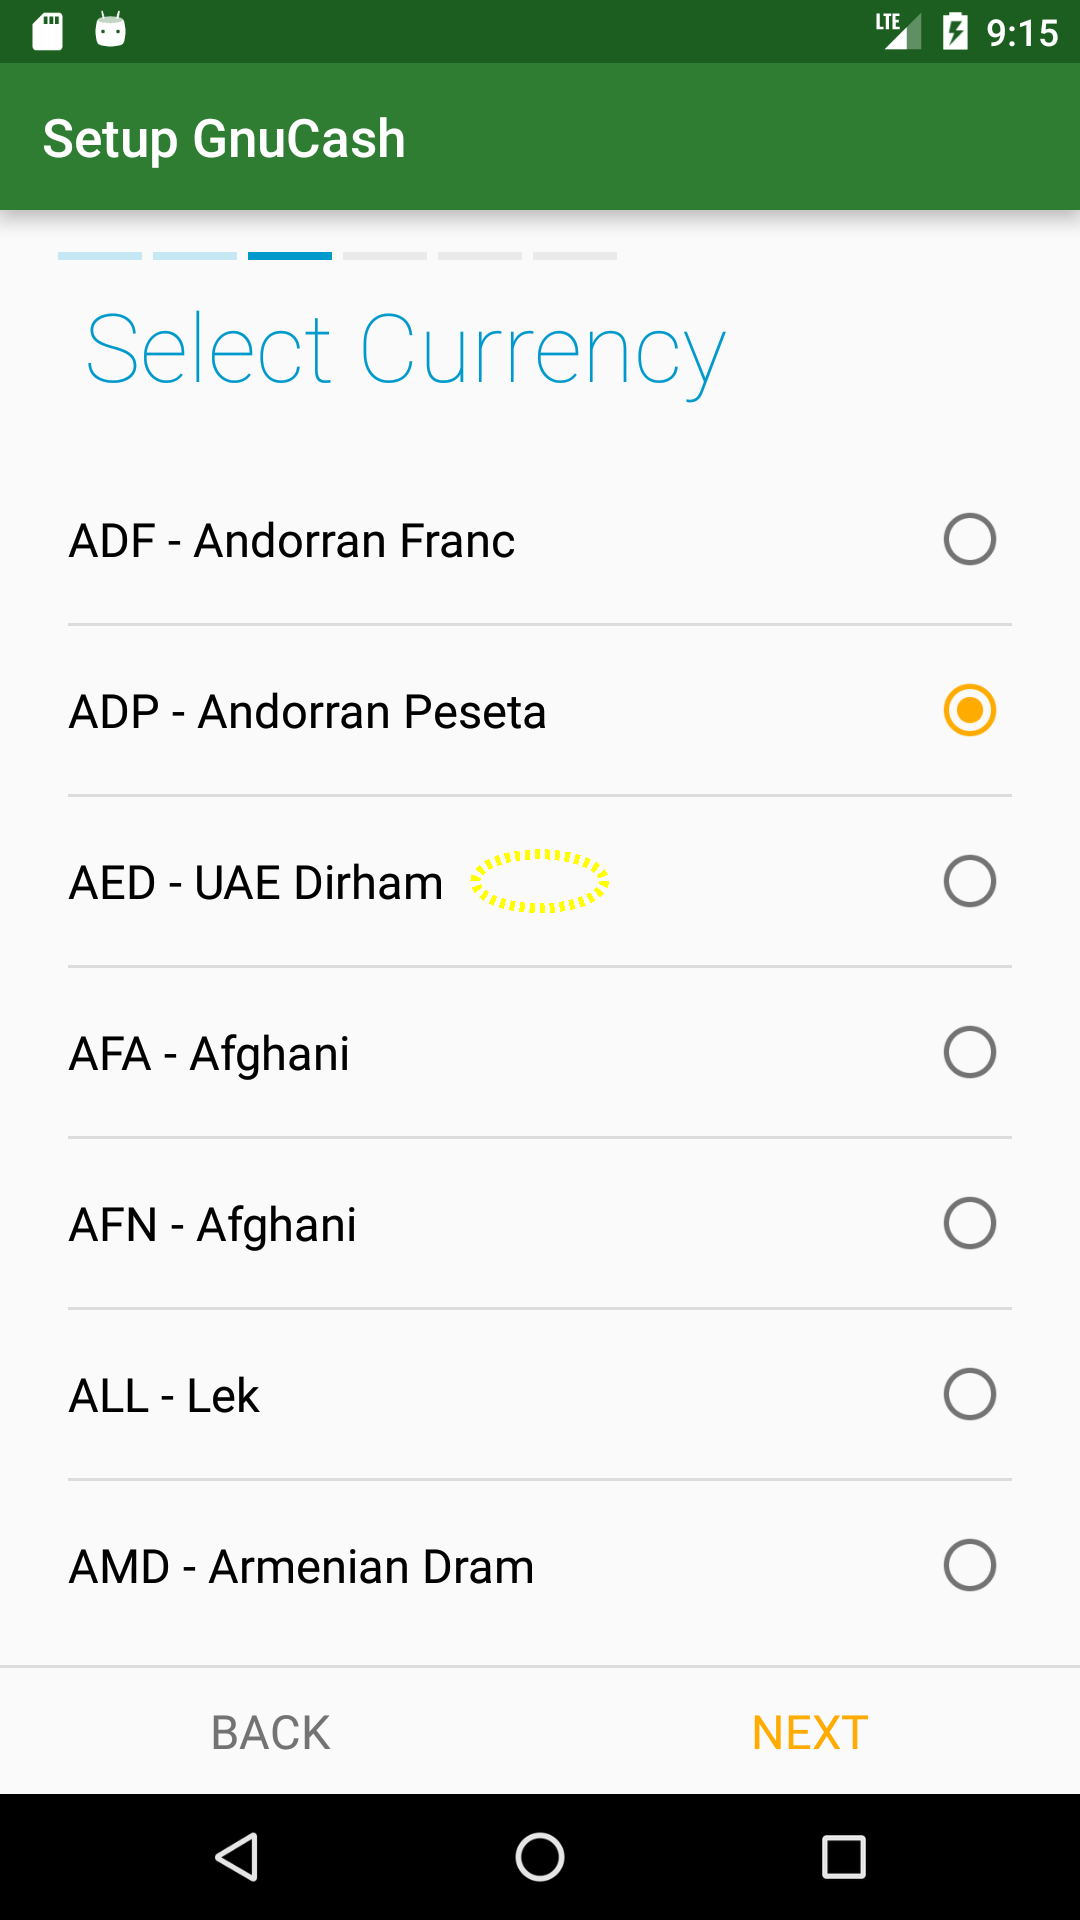 LTE 9:15
Setup GnuCash
Select Currency
ADF - Andorran Franc
ADP - Andorran Peseta
AED - UAE Dirham
AFA - Afghani
AFN - Afghani
ALL - Lek
AMD - Armenian Dram
BACK NEXT